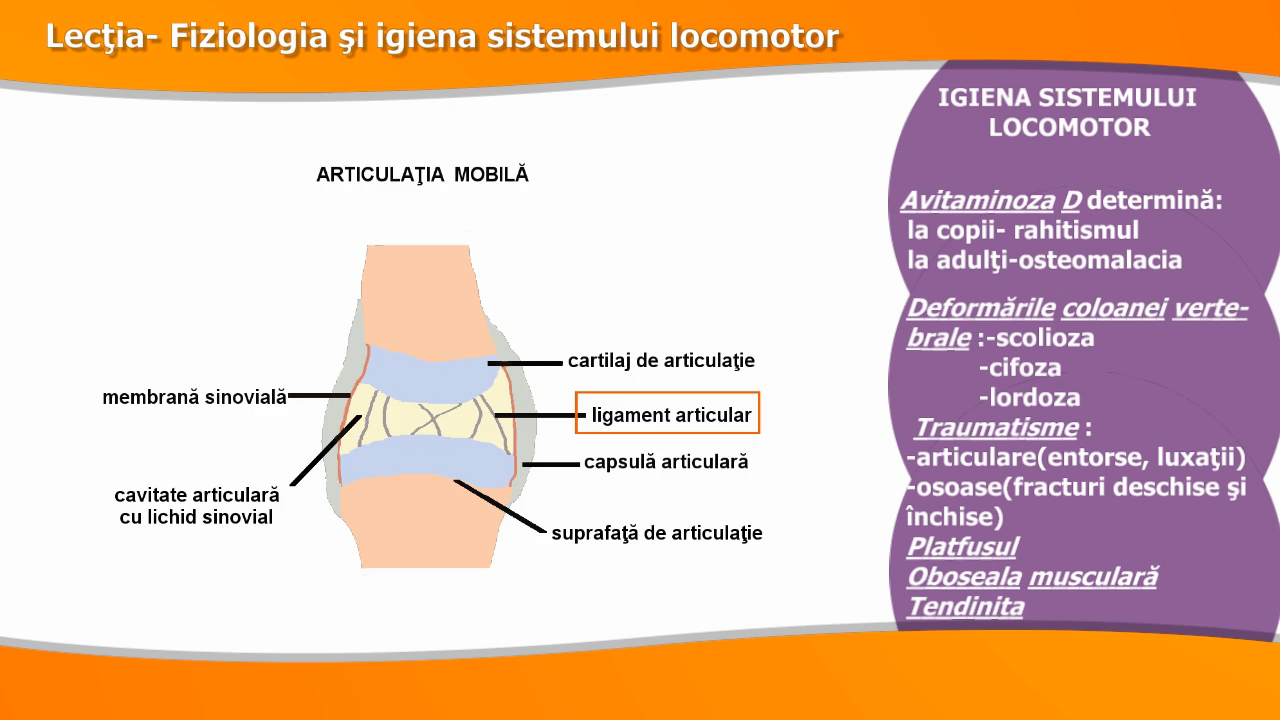 Lecţia- Fiziologia şi igiena sistemului locomotor
ARTICULAŢIA MOBILĂ
cartilaj de articulaţie
membrană sinovială
ligament articular
capsulă articulară
cavitate articulară
cu lichid sinovial
suprafaţă de articulaţie
IGIENA SISTEMULUI
LOCOMOTOR
Avitaminoza D determină:
la copii- rahitismul
la adulţi-osteomalacia
Deformările coloanei verte-
brale :-scolioza
-cifoza
-lordoza
Traumatisme :
-articulare(entorse, luxaţii)
-osoase(fracturi deschise şi
închise)
Platfusul
Oboseala musculară
Tendinita